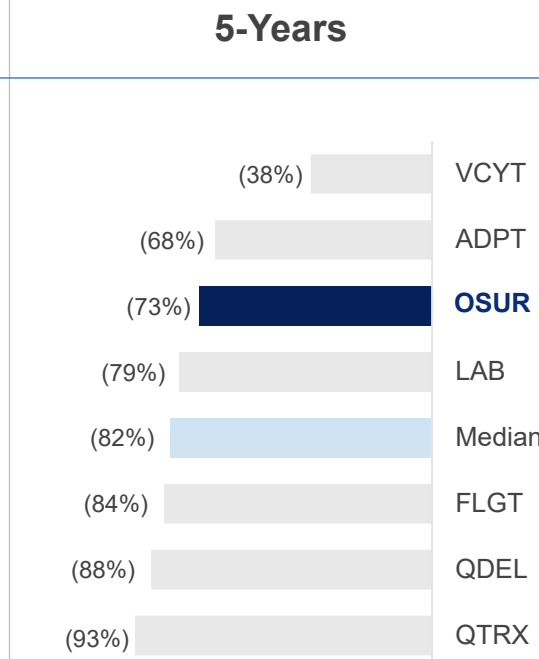 5-Years
(38%) VCYT
(68%) ADPT
(73%) OSUR
(79%) LAB
(82%) Median
(84%) FLGT
(88%) QDEL
(93%) QTRX